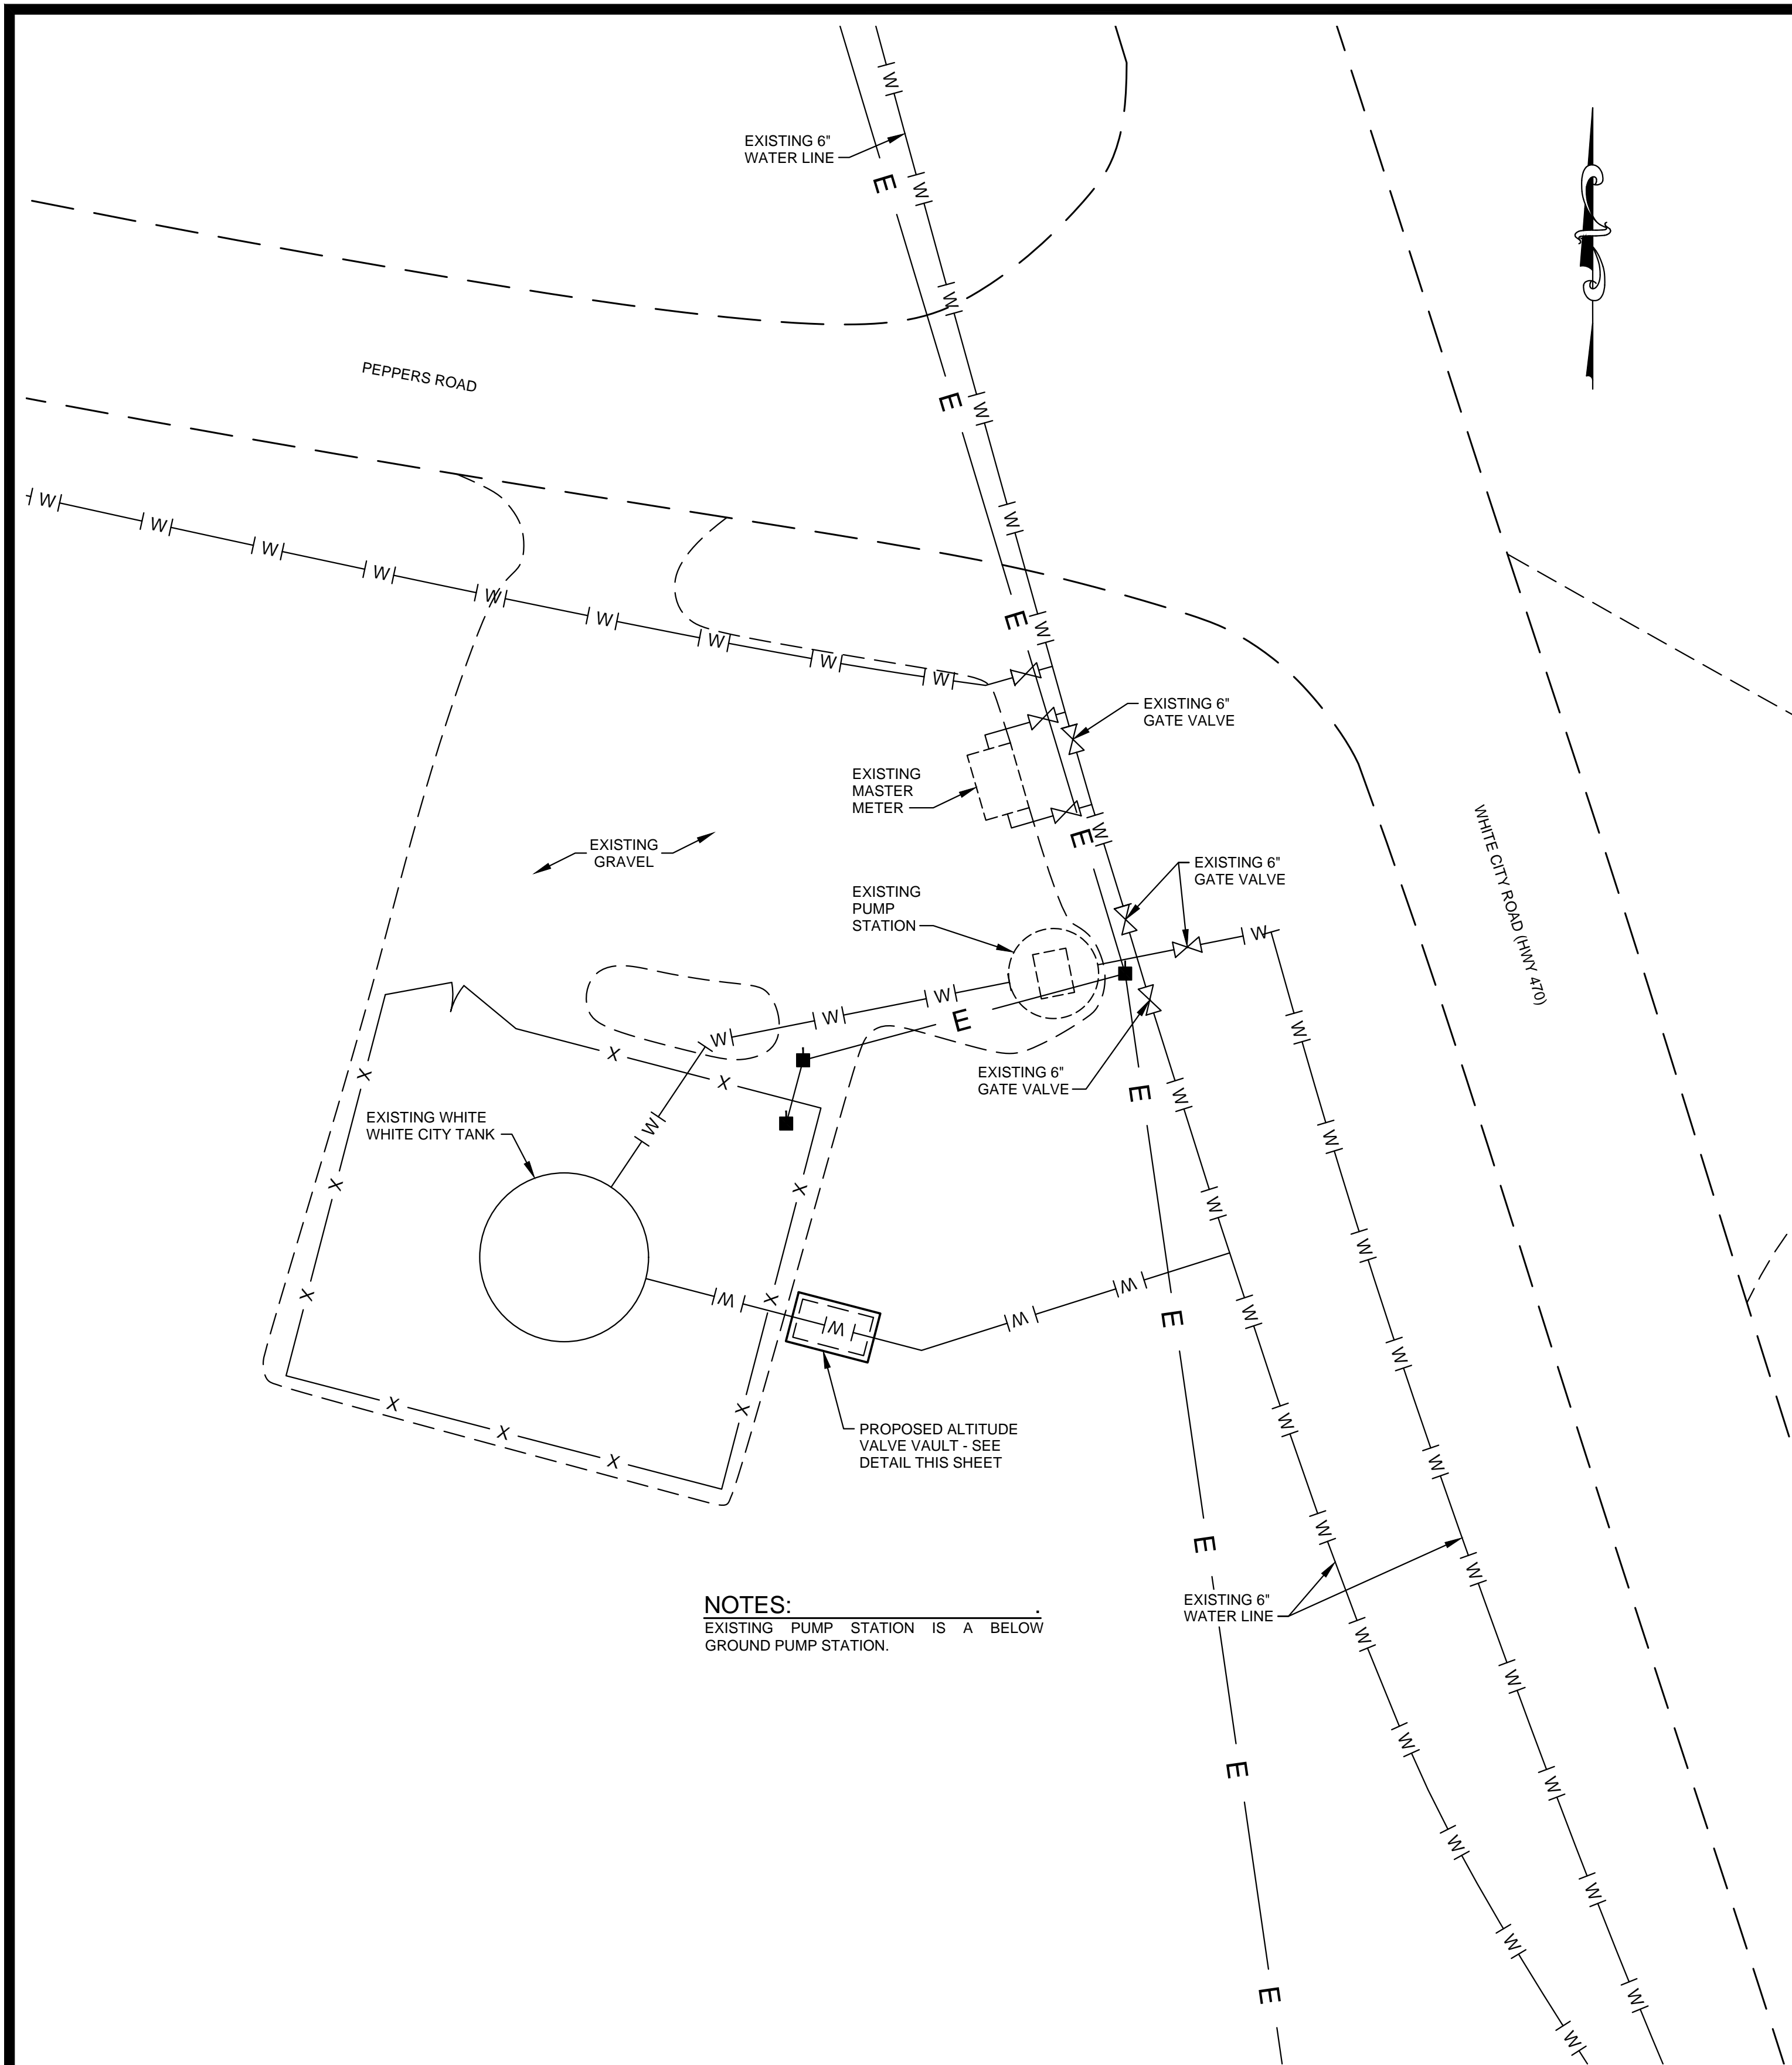 EXISTING 6"
WATER LINE
PEPPERS ROAD
EXISTING 6"
GATE VALVE
EXISTING
MASTER
METER
EXISTING
GRAVEL
EXISTING 6"
GATE VALVE
EXISTING
PUMP
STATION
WHITE CITY ROAD (HWY 470)
EXISTING 6"
GATE VALVE
EXISTING WHITE
WHITE CITY TANK
PROPOSED ALTITUDE
VALVE VAULT - SEE
DETAIL THIS SHEET
EXISTING 6"
WATER LINE
NOTES: .
EXISTING PUMP STATION IS A BELOW
GROUND PUMP STATION.